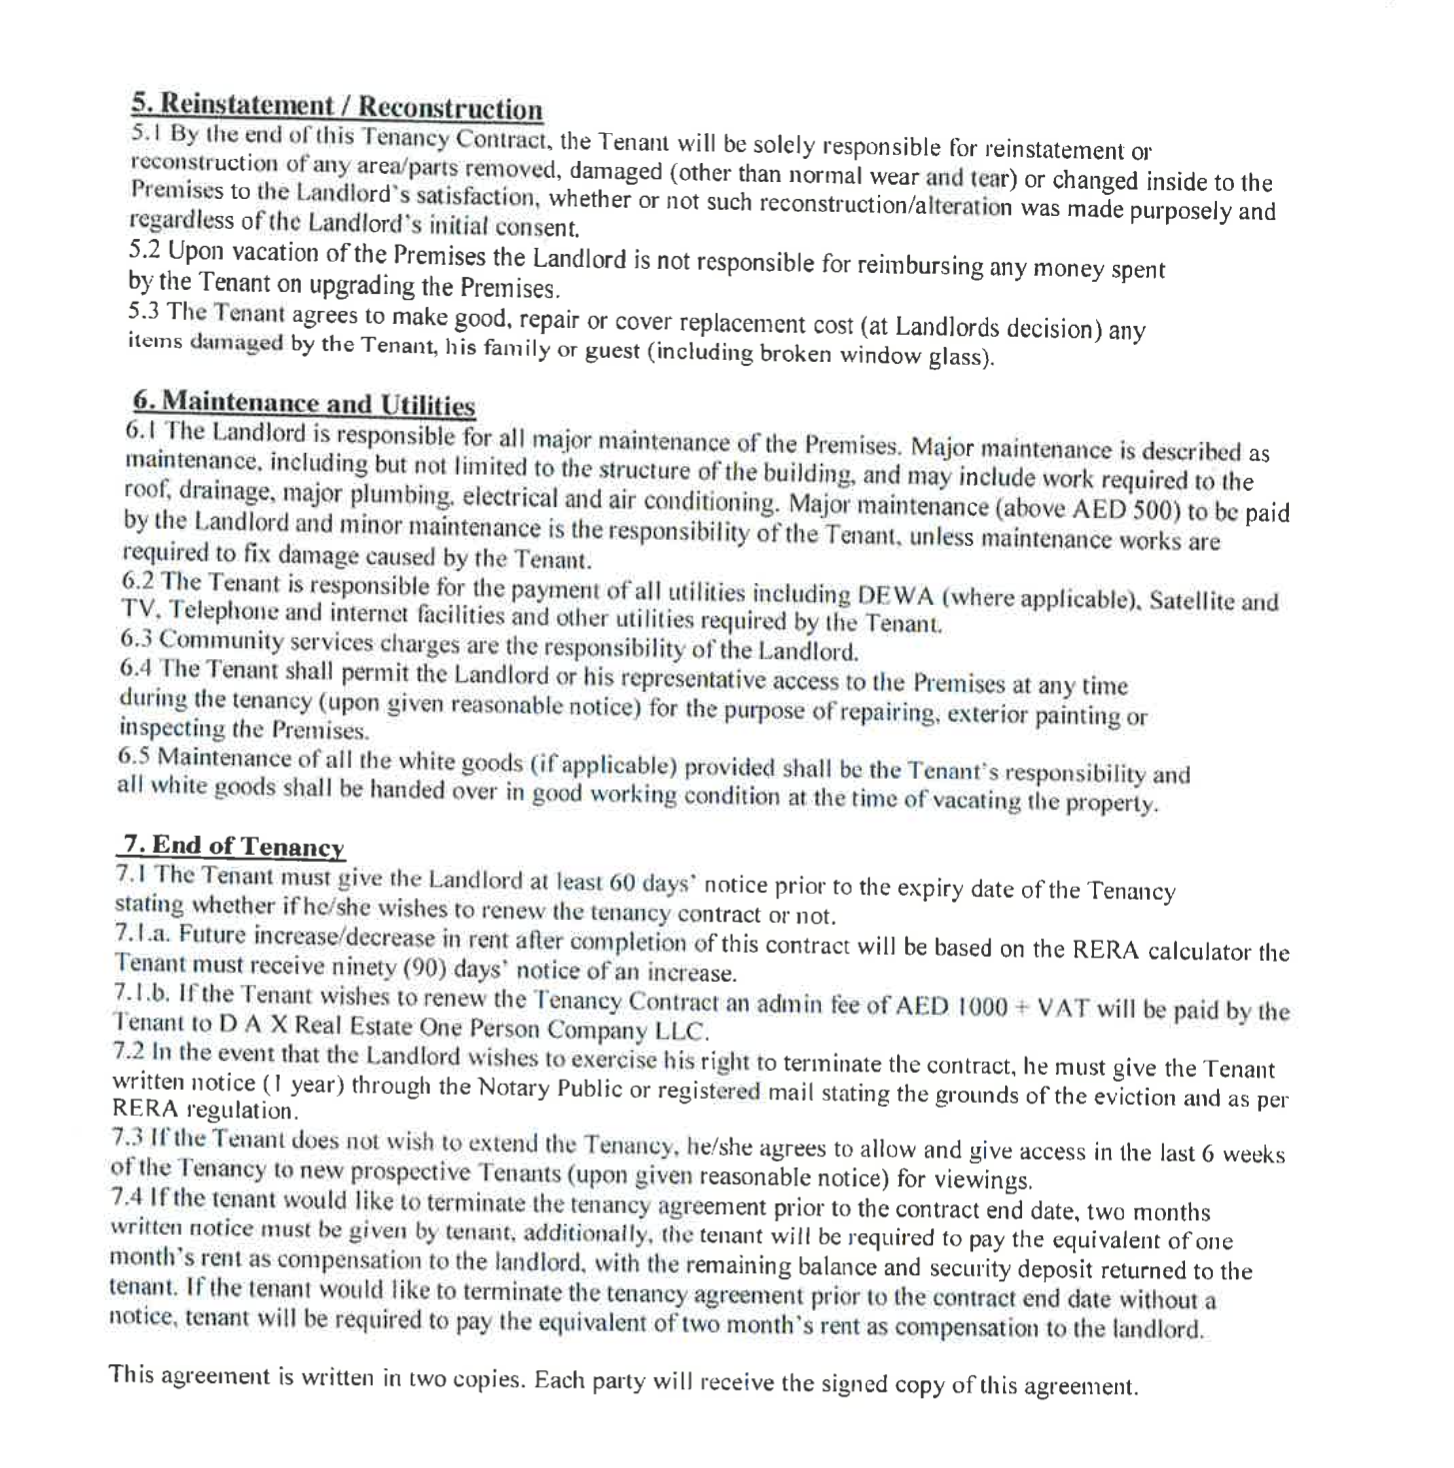 5. Reinstatement / Reconstruction
5.1 By the end of this Tenancy Contract, the Tenant will be solely responsible for reinstatement or
reconstruction of any area/parts removed, damaged (other than normal wear and tear) or changed inside to the
Premises to the Landlord's satisfaction, whether or not such reconstruction/alteration was made purposely and
regardless of the Landlord's initial consent.
5.2 Upon vacation of the Premises the Landlord is not responsible for reimbursing any money spent
by the Tenant on upgrading the Premises.
5.3 The Tenant agrees to make good, repair or cover replacement cost (at Landlords decision) any
items damaged by the Tenant, his family or guest (including broken window glass).
6. Maintenance and Utilities
6.1 The Landlord is responsible for all major maintenance of the Premises. Major maintenance is described as
maintenance, including but not limited to the structure of the building, and may include work required to the
roof, drainage, major plumbing, electrical and air conditioning. Major maintenance (above AED 500) to be paid
by the Landlord and minor maintenance is the responsibility of the Tenant, unless maintenance works are
required to fix damage caused by the Tenant.
6.2 The Tenant is responsible for the payment of all utilities including DEWA (where applicable), Satellite and
TV, Telephone and internet facilities and other utilities required by the Tenant.
6.3 Community services charges are the responsibility of the Landlord.
6.4 The Tenant shall permit the Landlord or his representative access to the Premises at any time
during the tenancy (upon given reasonable notice) for the purpose of repairing, exterior painting or
inspecting the Premises.
6.5 Maintenance of all the white goods (if applicable) provided shall be the Tenant's responsibility and
all white goods shall be handed over in good working condition at the time of vacating the property.
7. End of Tenancy
7.1 The Tenant must give the Landlord at least 60 days' notice prior to the expiry date of the Tenancy
stating whether if he/she wishes to renew the tenancy contract or not.
7.1.a. Future increase/decrease in rent after completion of this contract will be based on the RERA calculator the
Tenant must receive ninety (90) days' notice of an increase.
7.1.b. If the Tenant wishes to renew the Tenancy Contract an admin fee of AED 1000 + VAT will be paid by the
Tenant to D A X Real Estate One Person Company LLC.
7.2 In the event that the Landlord wishes to exercise his right to terminate the contract, he must give the Tenant
written notice (1 year) through the Notary Public or registered mail stating the grounds of the eviction and as per
RERA regulation.
7.3 If the Tenant does not wish to extend the Tenancy, he/she agrees to allow and give access in the last 6 weeks
of the Tenancy to new prospective Tenants (upon given reasonable notice) for viewings.
7.4 If the tenant would like to terminate the tenancy agreement prior to the contract end date, two months
written notice must be given by tenant, additionally, the tenant will be required to pay the equivalent of one
month's rent as compensation to the landlord, with the remaining balance and security deposit returned to the
tenant. If the tenant would like to terminate the tenancy agreement prior to the contract end date without a
notice, tenant will be required to pay the equivalent of two month's rent as compensation to the landlord.
This agreement is written in two copies. Each party will receive the signed copy of this agreement.